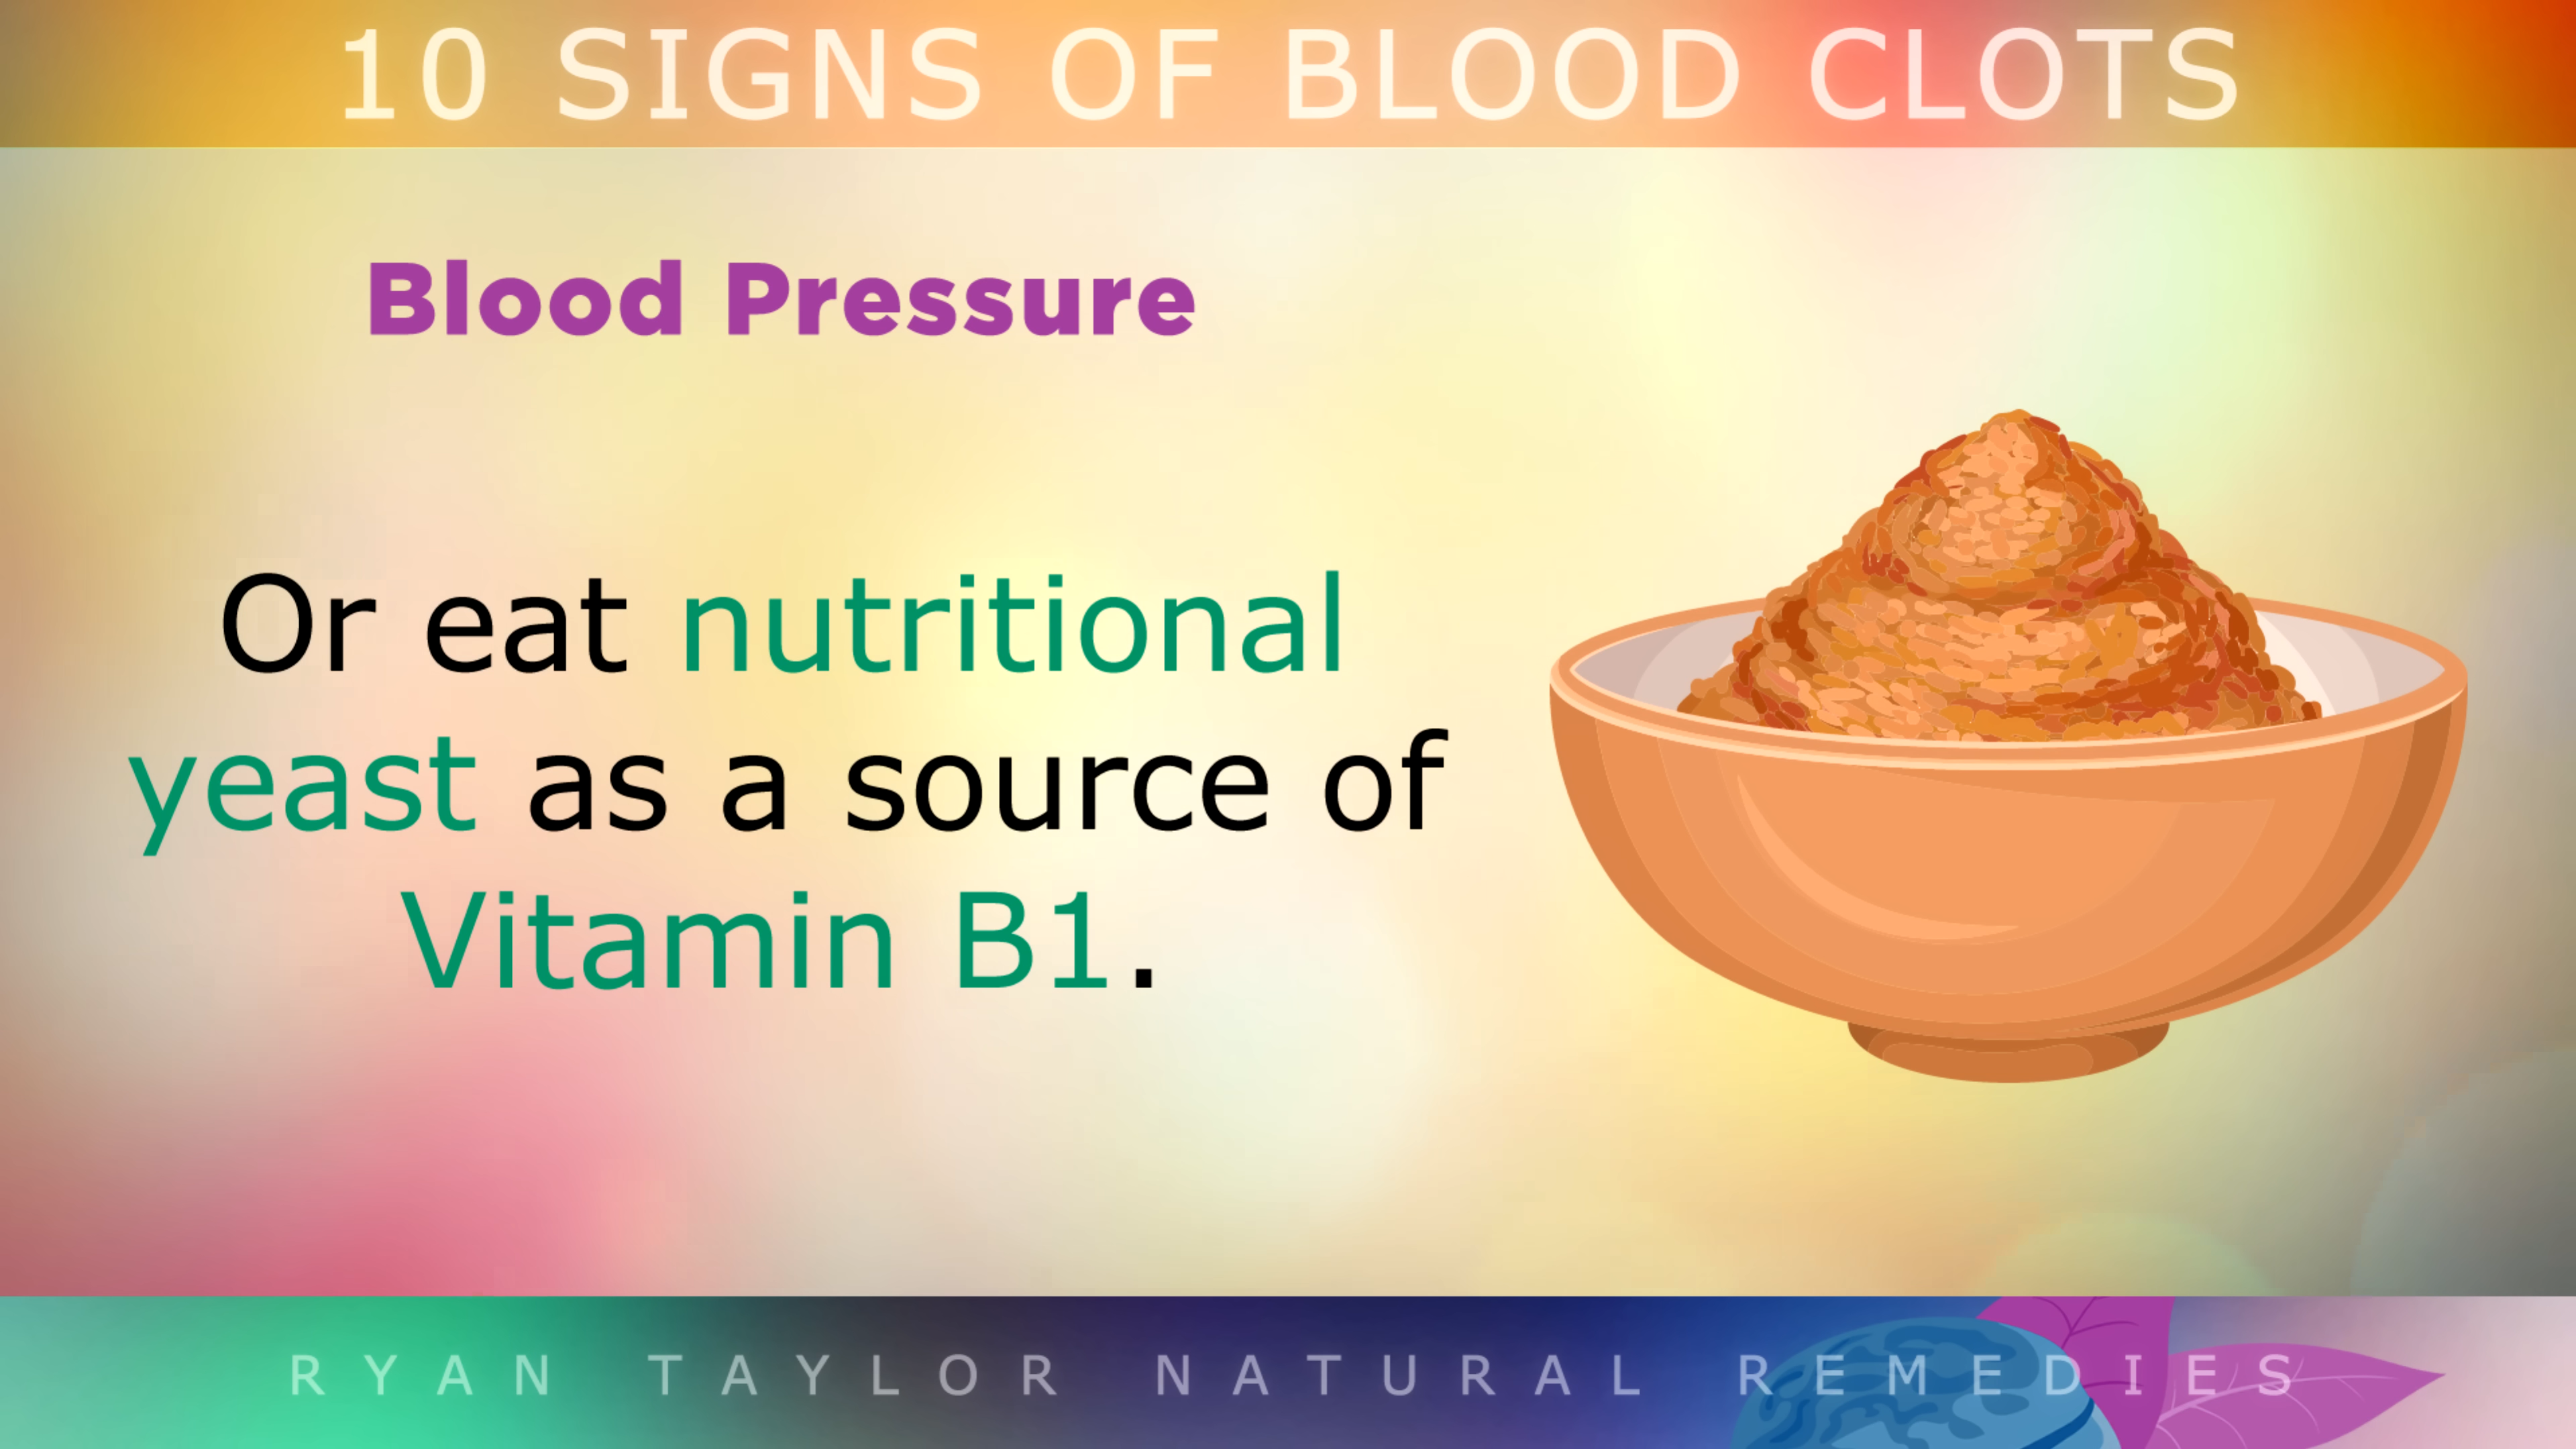 10 SIGNS OF BLOOD CLOTS
Blood Pressure
Or eat nutritional
yeast as a source of
Vitamin B1.
RYAN TAYLOR NATURAL REMEDIES